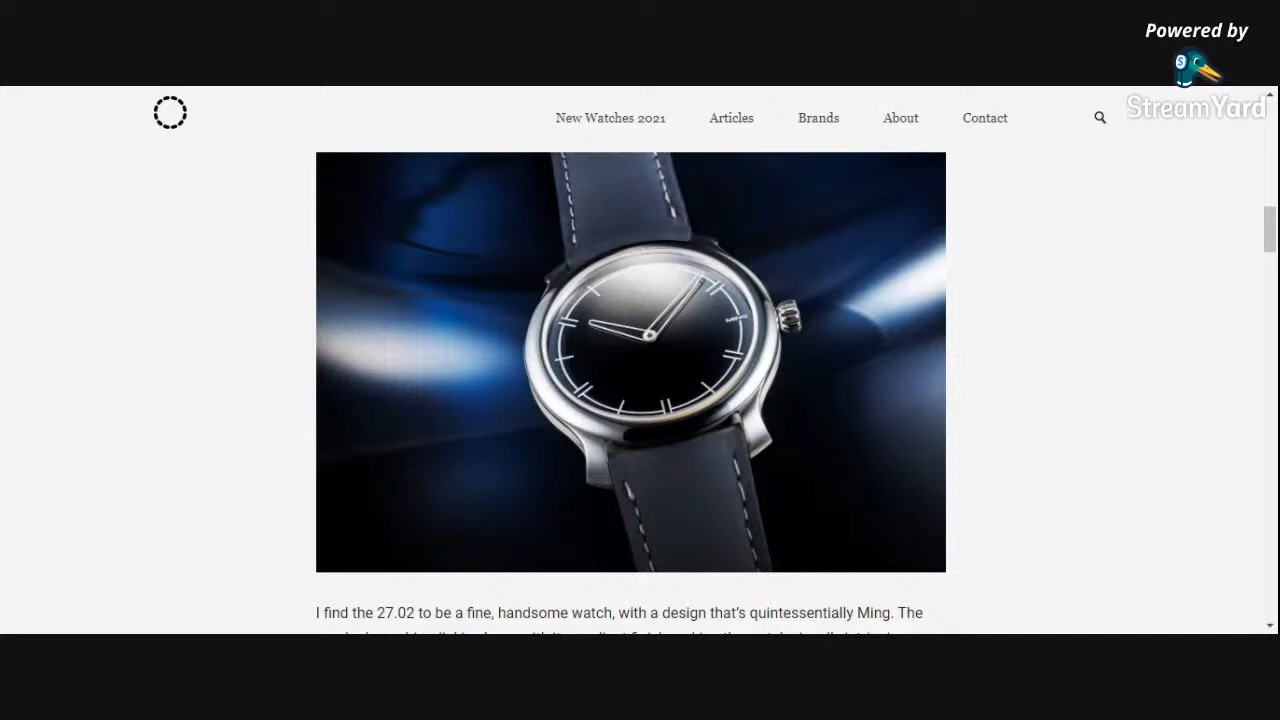 Powered by
StreamYard
New Watches 2021
Articles
Brands
About
Contact
I find the 27.02 to be a fine, handsome watch, with a design that's quintessentially Ming. The